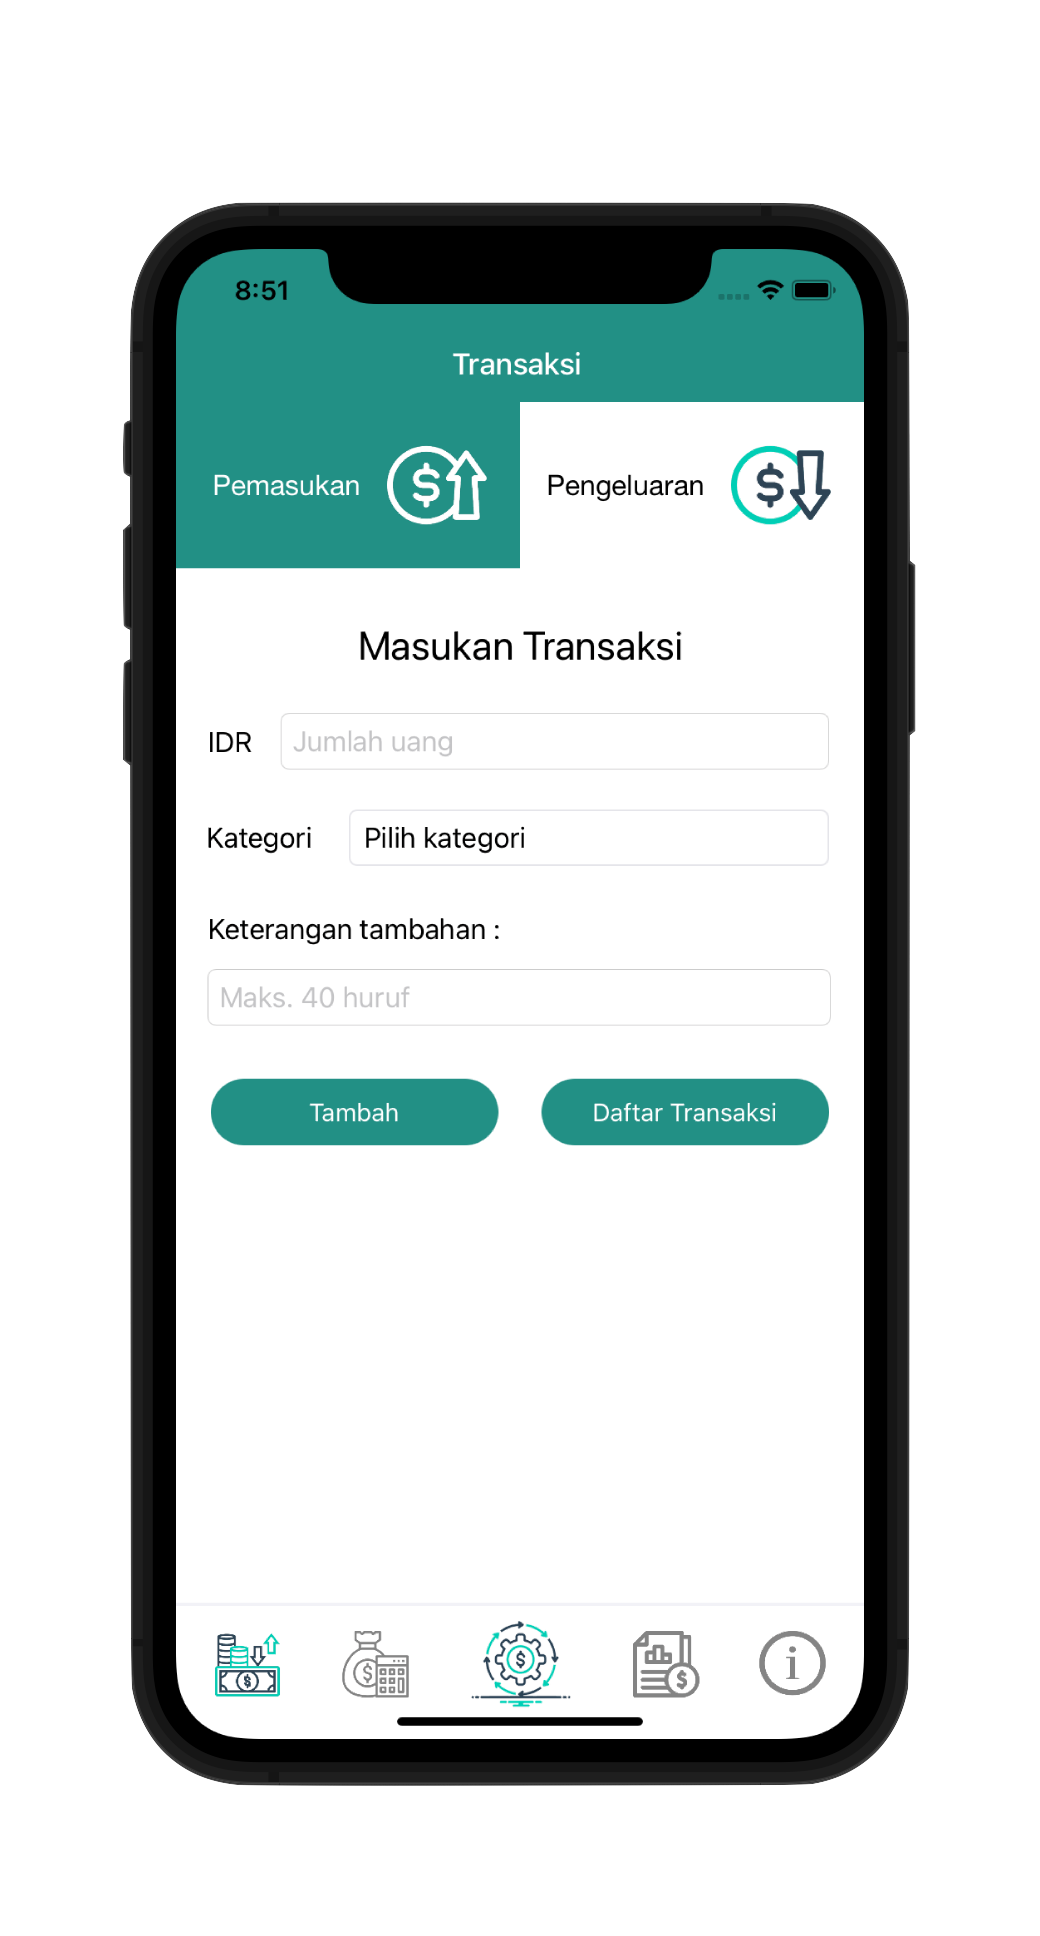 8:51
Transaksi
Pemasukan
Pengeluaran
Masukan Transaksi
IDR Jumlah uang
Kategori Pilih kategori
Keterangan tambahan :
Maks. 40 huruf
Tambah Daftar Transaksi